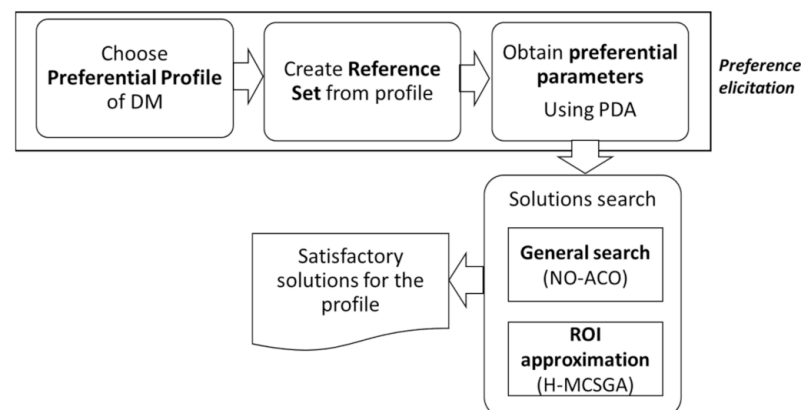 Choose
Preferential Profile
of DM
Create Reference
Set from profile
Obtain preferential
parameters
Using PDA
Preference
elicitation
Solutions search
General search
(NO-ACO)
ROI
approximation
(H-MCSGA)
Satisfactory
solutions for the
profile